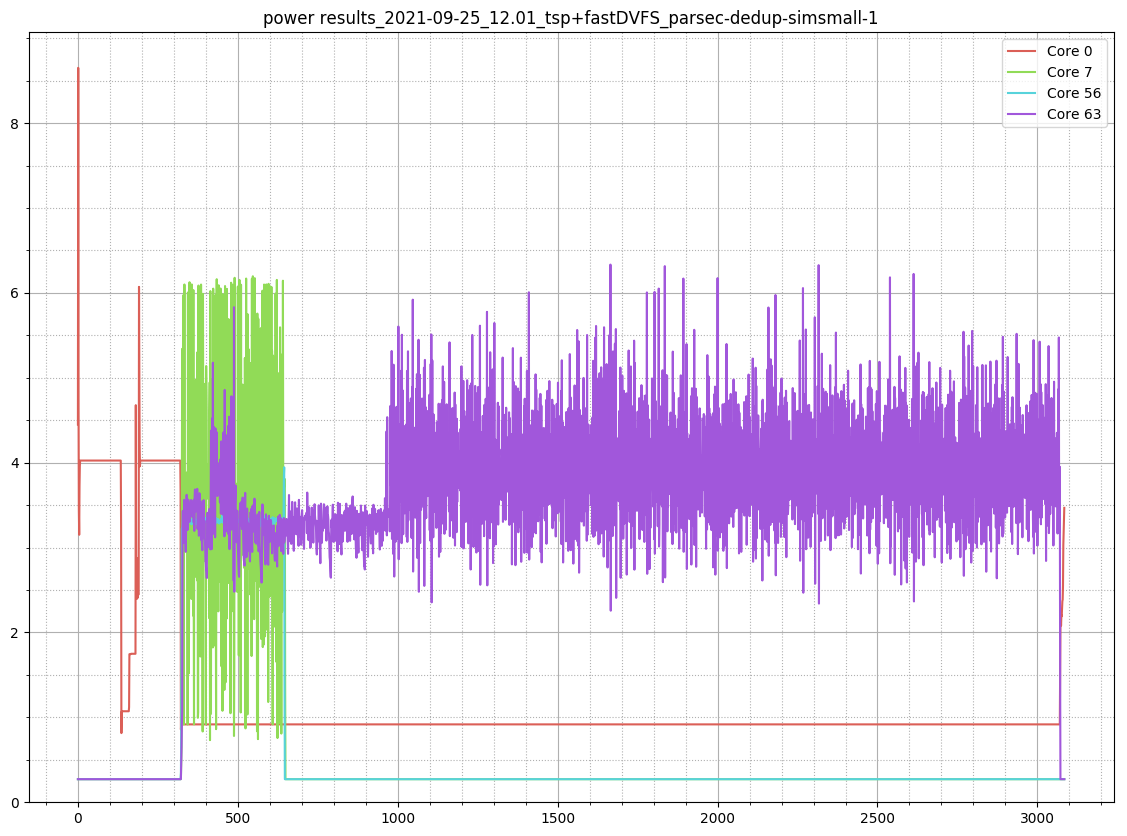 power results_2021-09-25_12.01_tsp+fastDVFS_parsec-dedup-simsmall-1
Core 0
Core 7
Core 56
Core 63
8
6
4
2
0
0 500 1000 1500 2000 2500 3000